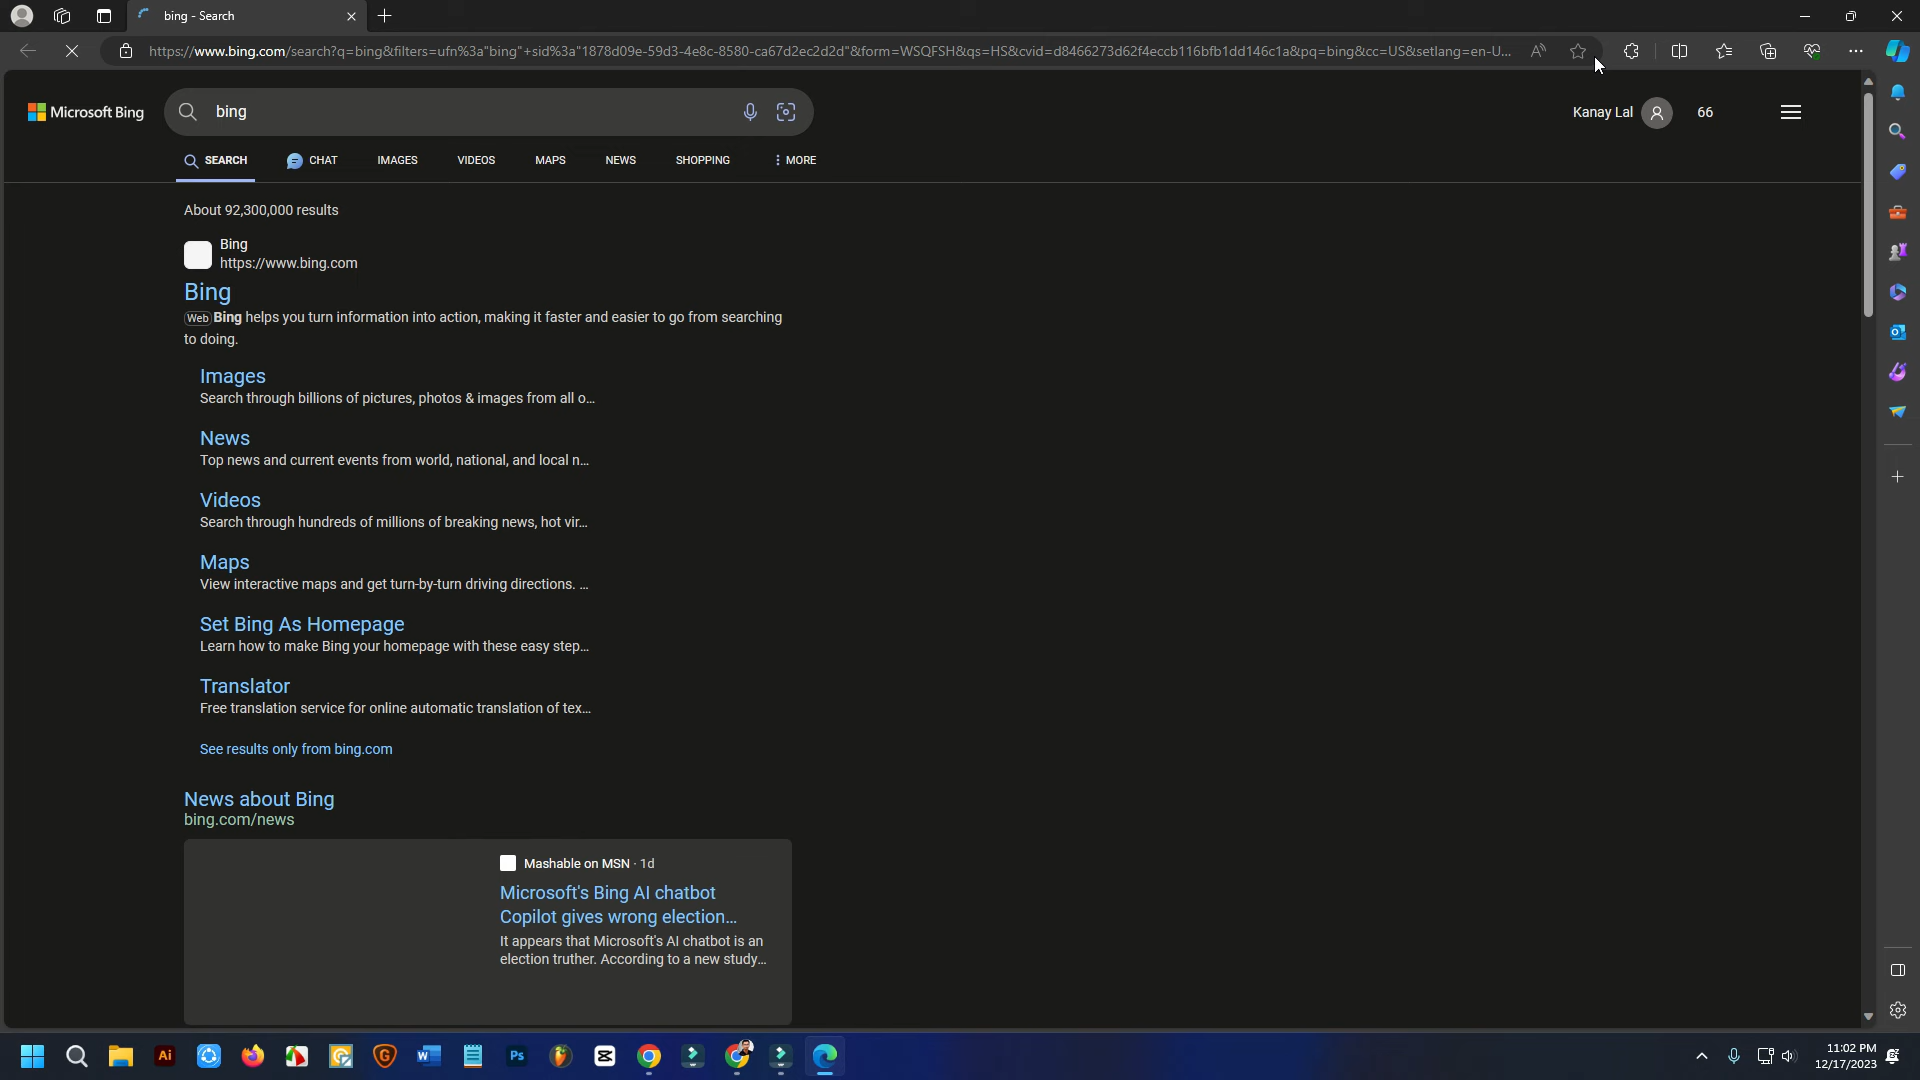 bing - Search
https://www.bing.com/search?q=bing&filters=ufn%3a"bing"+sid%3a"1878d09e-59d3-4e8c-8580-ca67d2ec2d2d"&form=WSQFSH&qs=HS&cvid=d8466273d62f4eccb116bfb1dd146c1a&pq=bing&cc=US&setlang=en-U...
Microsoft Bing
bing
Kanay Lal
66
SEARCH
CHAT
IMAGES
VIDEOS
MAPS
NEWS
SHOPPING
MORE
About 92,300,000 results
Bing
https://www.bing.com
Bing
Web Bing helps you turn information into action, making it faster and easier to go from searching
to doing.
Images
Search through billions of pictures, photos & images from all o...
News
Top news and current events from world, national, and local n...
Videos
Search through hundreds of millions of breaking news, hot vir...
Maps
View interactive maps and get turn-by-turn driving directions. ...
Set Bing As Homepage
Learn how to make Bing your homepage with these easy step...
Translator
Free translation service for online automatic translation of tex...
See results only from bing.com
News about Bing
bing.com/news
Mashable on MSN · 1d
Microsoft's Bing AI chatbot
Copilot gives wrong election...
It appears that Microsoft's AI chatbot is an
election truther. According to a new study...
Ai
Ps
11:02 PM
12/17/2023